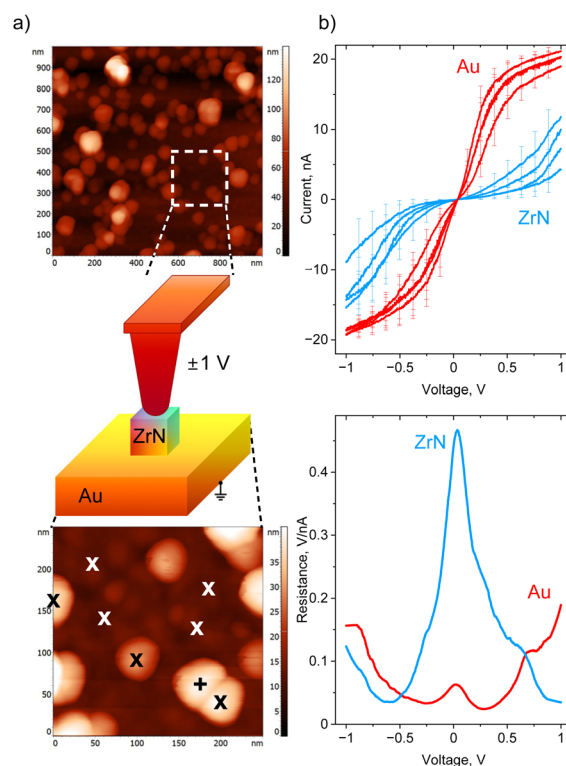 a)
nm
900
800
700
600
500
400
300
200
100
0
0 200 400 600 800 nm
nm
120
100
80
60
40
20
0
±1 V
ZrN
Au
nm
200
150
100
50
0
0 50 100 150 200 nm
nm
35
30
25
20
15
10
5
0
x x x x x x x +
b)
20
10
0
−10
−20
Current, nA
Au
ZrN
−1 −0.5 0 0.5 1
Voltage, V
0.4
0.3
0.2
0.1
0
Resistance, V/nA
ZrN
Au
−1 −0.5 0 0.5 1
Voltage, V